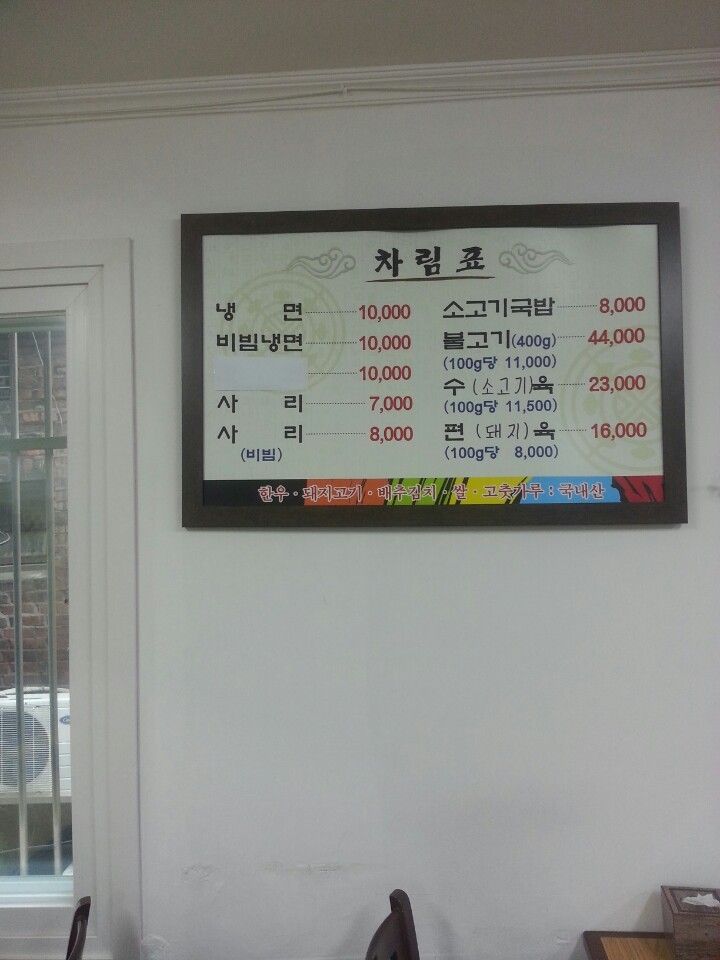 차림표
냉 면 10,000
비빔냉면 10,000
10,000
사 리 7,000
사 리 8,000
(비빔)
소고기국밥 8,000
불고기(400g) 44,000
(100g당 11,000)
수(소고기)육 23,000
(100g당 11,500)
편(돼지)육 16,000
(100g당 8,000)
한우·돼지고기·배추김치·쌀·고춧가루:국내산